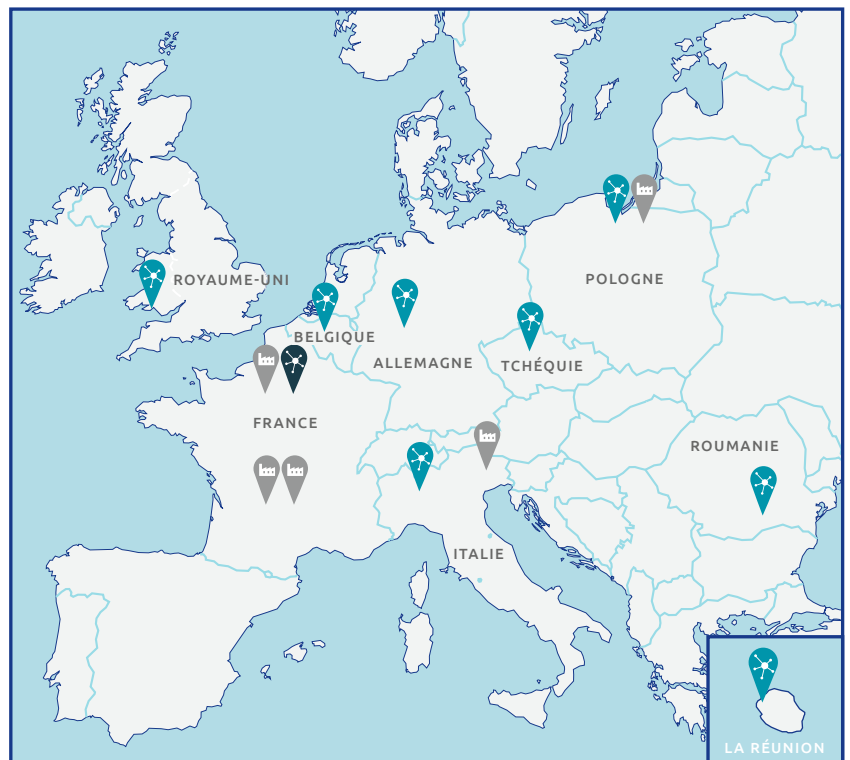 ROYAUME-UNI
POLOGNE
BELGIQUE
ALLEMAGNE
TCHÉQUIE
FRANCE
ROUMANIE
ITALIE
LA RÉUNION